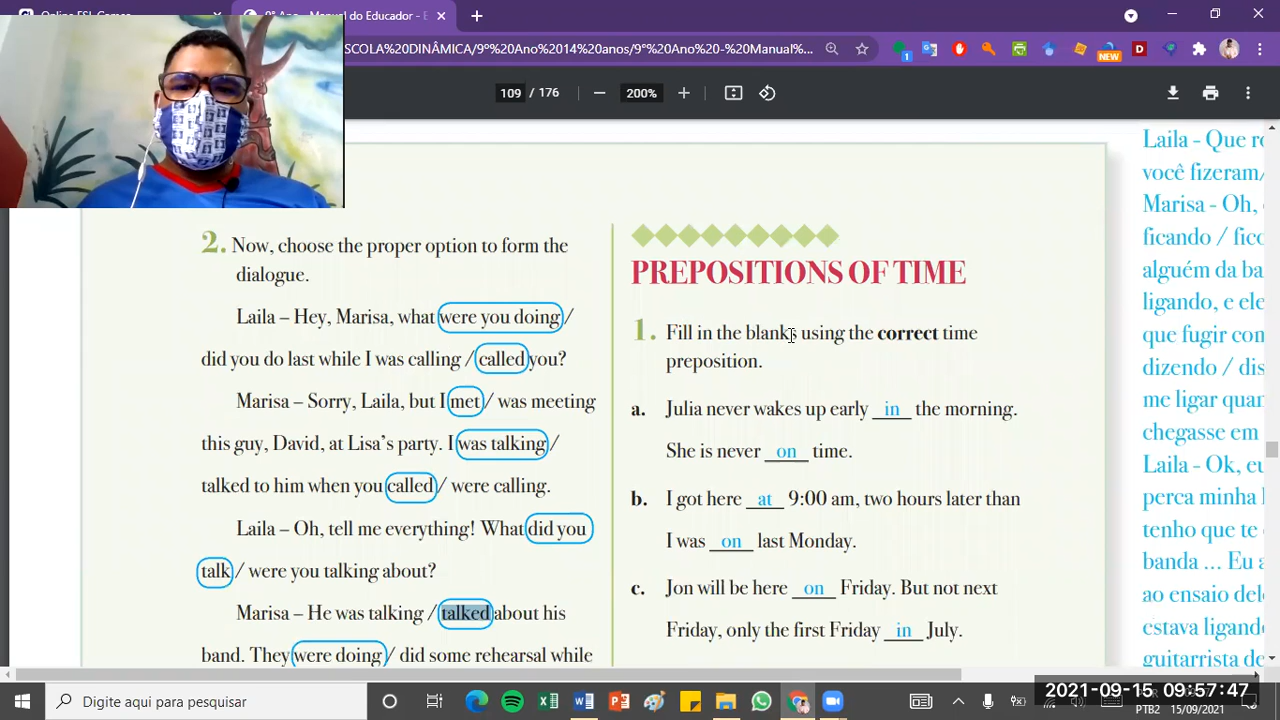 Online ESL Games
9º Ano - Manual do Educador - E
ESCOLA%20DINÂMICA/9º%20Ano%2014%20anos/9º%20Ano%20-%20Manual%...
1
NEW
D
109 / 176
200%
2. Now, choose the proper option to form the
dialogue.
Laila – Hey, Marisa, what were you doing /
did you do last while I was calling / called you?
Marisa – Sorry, Laila, but I met / was meeting
this guy, David, at Lisa's party. I was talking /
talked to him when you called / were calling.
Laila – Oh, tell me everything! What did you
talk / were you talking about?
Marisa – He was talking / talked about his
band. They were doing / did some rehearsal while
PREPOSITIONS OF TIME
1. Fill in the blanks using the correct time
preposition.
a. Julia never wakes up early in the morning.
She is never on time.
b. I got here at 9:00 am, two hours later than
I was on last Monday.
c. Jon will be here on Friday. But not next
Friday, only the first Friday in July.
Laila - Que
você fizeram/
Marisa - Oh,
ficando / fico
alguém da ba
ligando, e ele
que fugir com
dizendo / dis
me ligar quan
chegasse em
Laila - Ok, eu
perca minha
tenho que te
banda ... Eu a
ao ensaio del
estava ligand
guitarrista de
Digite aqui para pesquisar
2021-09-15 09:57:47
PTB2
15/09/2021